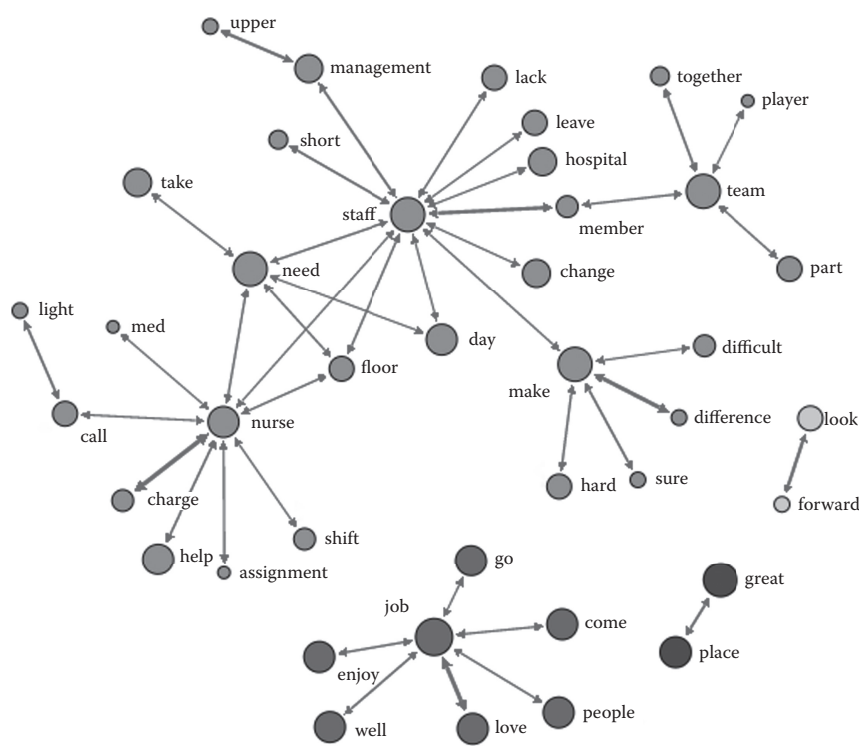 upper
management
lack
together
player
leave
short
hospital
take
team
staff
member
need
change
part
light
med
day
floor
difficult
make
difference
look
nurse
call
hard
sure
charge
forward
shift
help
assignment
go
great
job
come
place
enjoy
people
well
love